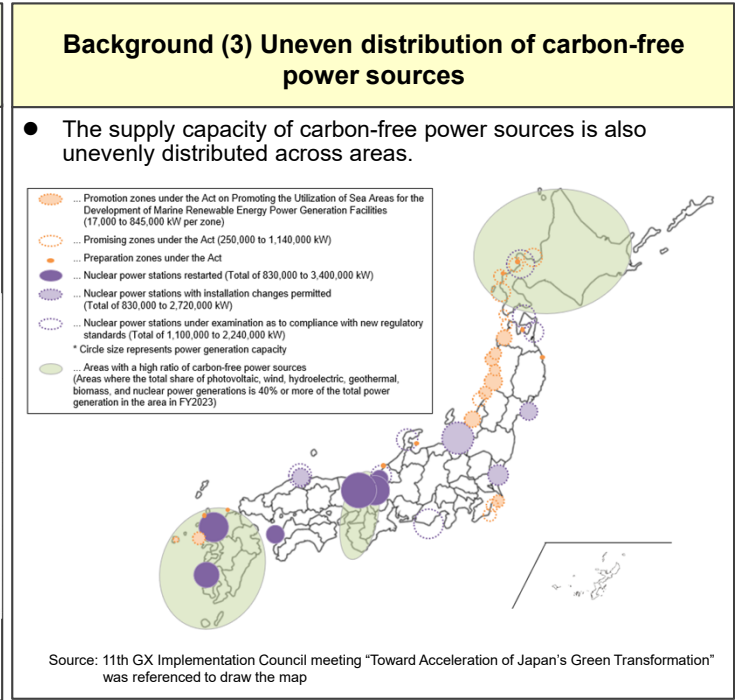 Background (3) Uneven distribution of carbon-free
power sources
● The supply capacity of carbon-free power sources is also
unevenly distributed across areas.
... Promotion zones under the Act on Promoting the Utilization of Sea Areas for the
Development of Marine Renewable Energy Power Generation Facilities
(17,000 to 845,000 kW per zone)
... Promising zones under the Act (250,000 to 1,140,000 kW)
... Preparation zones under the Act
... Nuclear power stations restarted (Total of 830,000 to 3,400,000 kW)
... Nuclear power stations with installation changes permitted
(Total of 830,000 to 2,720,000 kW)
... Nuclear power stations under examination as to compliance with new regulatory
standards (Total of 1,100,000 to 2,240,000 kW)
* Circle size represents power generation capacity
... Areas with a high ratio of carbon-free power sources
(Areas where the total share of photovoltaic, wind, hydroelectric, geothermal,
biomass, and nuclear power generations is 40% or more of the total power
generation in the area in FY2023)
Source: 11th GX Implementation Council meeting “Toward Acceleration of Japan’s Green Transformation”
was referenced to draw the map